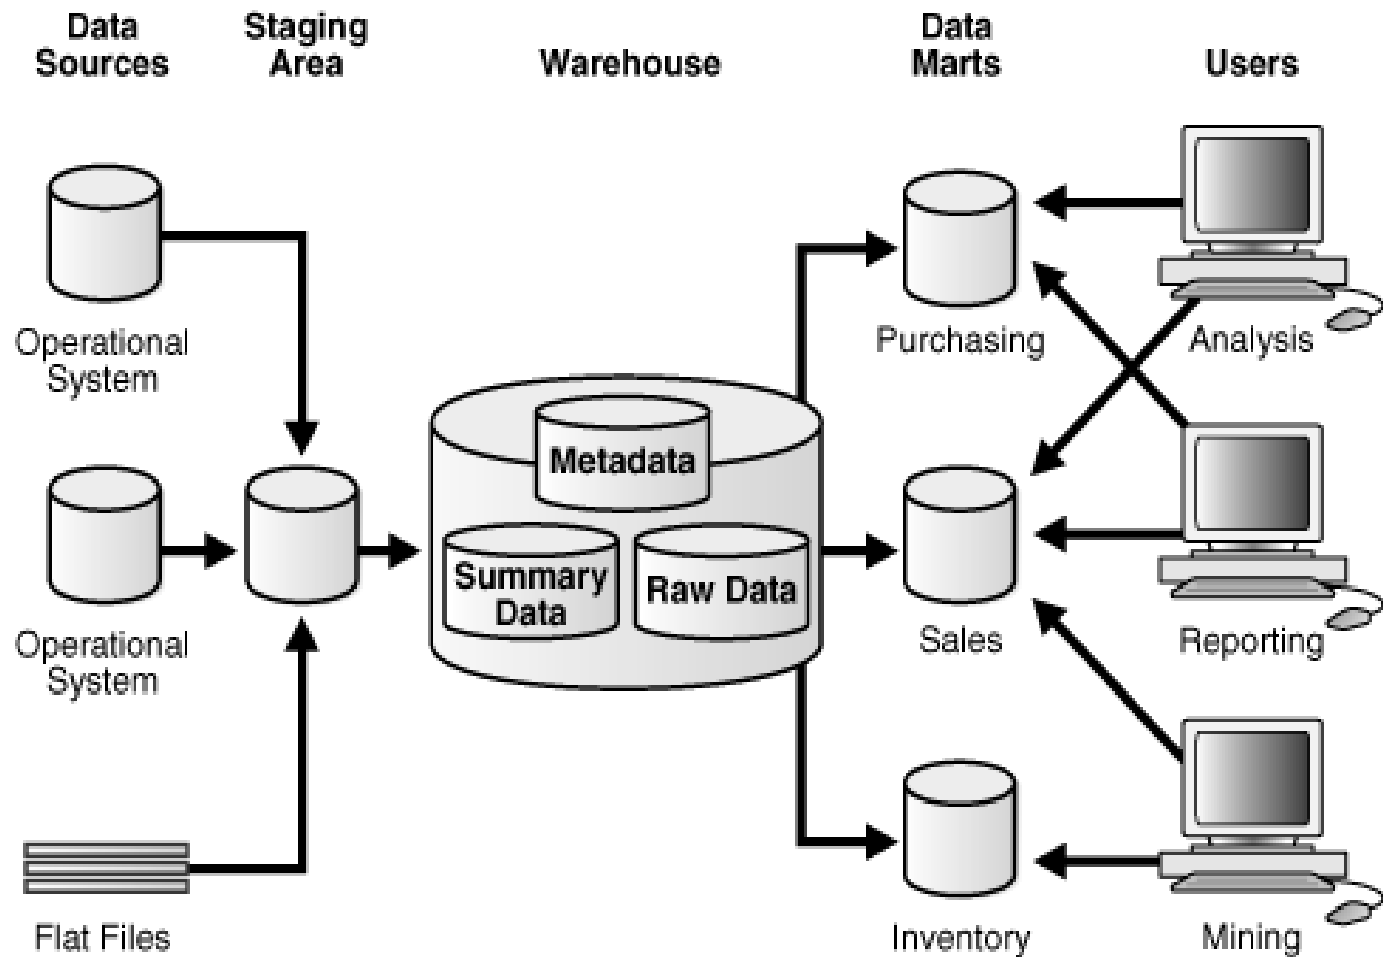 Data
Sources
Staging
Area
Warehouse
Data
Marts
Users
Operational
System
Purchasing
Analysis
Metadata
Summary
Data
Raw Data
Operational
System
Sales
Reporting
Flat Files
Inventory
Mining